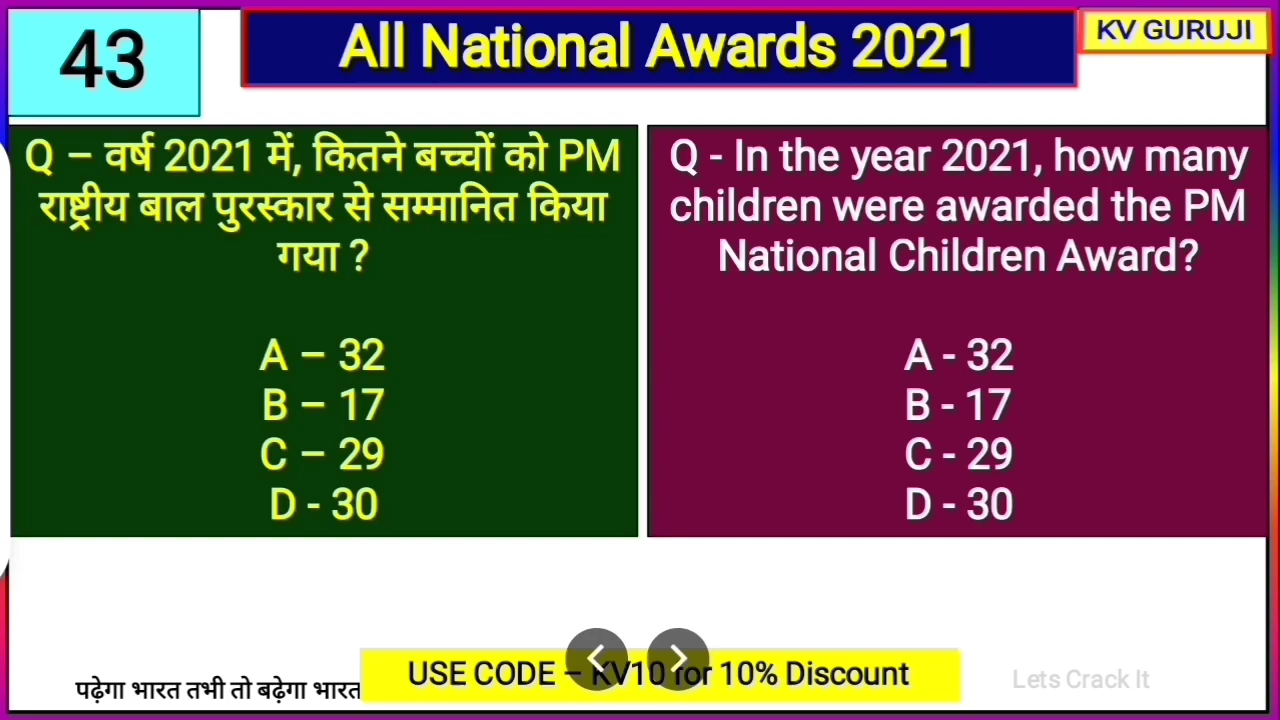 43
All National Awards 2021
KV GURUJI
Q – वर्ष 2021 में, कितने बच्चों को PM
राष्ट्रीय बाल पुरस्कार से सम्मानित किया
गया ?
A – 32
B – 17
C – 29
D - 30
Q - In the year 2021, how many
children were awarded the PM
National Children Award?
A - 32
B - 17
C - 29
D - 30
USE CODE – KV10 for 10% Discount
पढ़ेगा भारत तभी तो बढ़ेगा भारत
Lets Crack It